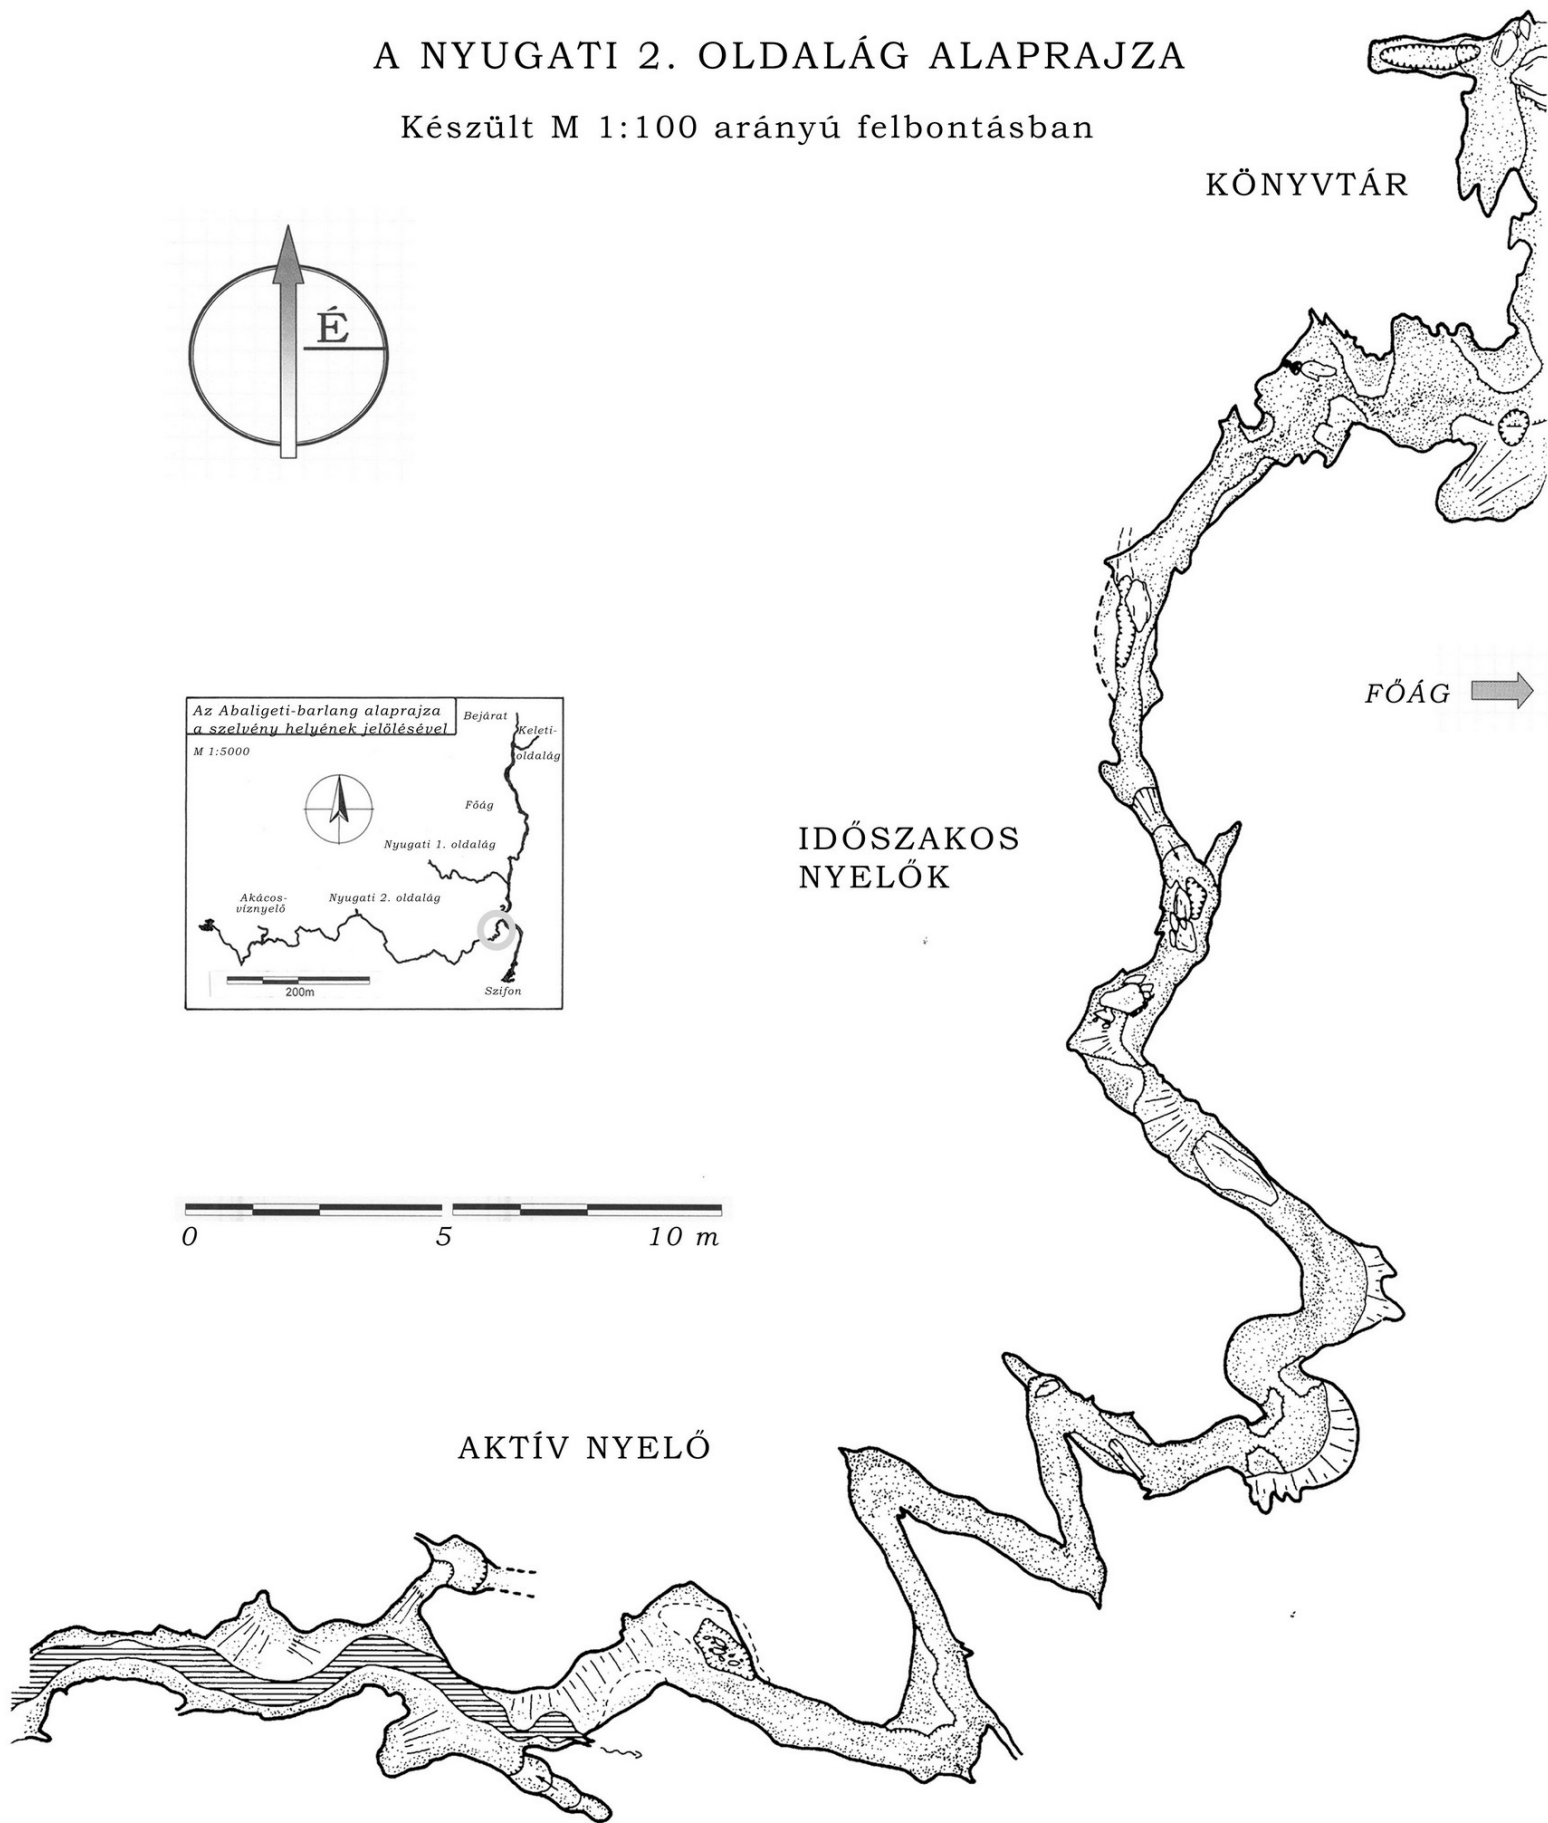 A NYUGATI 2. OLDALÁG ALAPRAJZA
Készült M 1:100 arányú felbontásban
KÖNYVTÁR
É
FŐÁG
Az Abaligeti-barlang alaprajza
a szelvény helyének jelölésével
M 1:5000
Bejárat
Keleti-
oldalág
Főág
Nyugati 1. oldalág
Akácos-
víznyelő
Nyugati 2. oldalág
200m
Szifon
IDŐSZAKOS
NYELŐK
0 5 10 m
AKTÍV NYELŐ